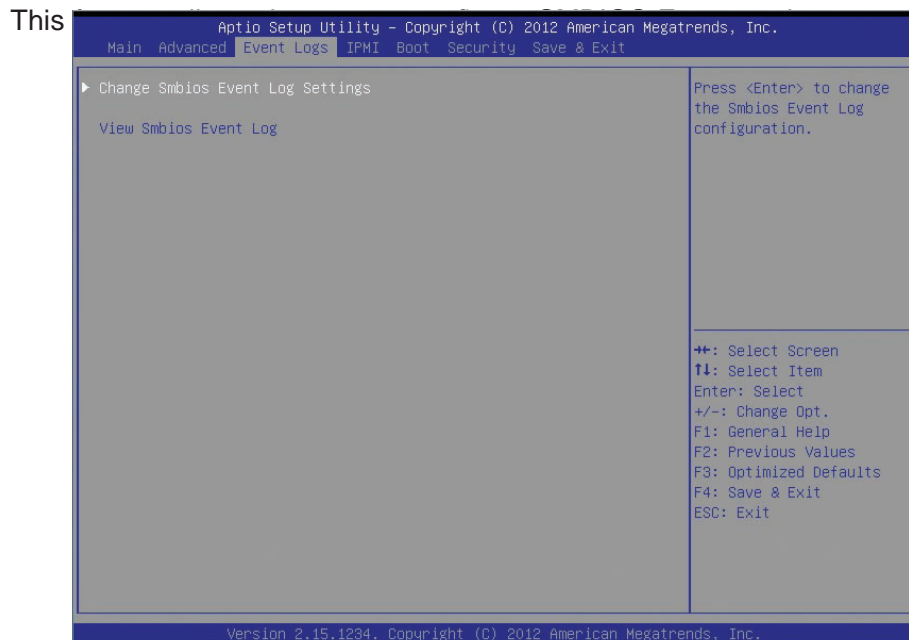 This
Aptio Setup Utility – Copyright (C) 2012 American Megatrends, Inc.
Main Advanced Event Logs IPMI Boot Security Save & Exit
▶ Change Smbios Event Log Settings
View Smbios Event Log
Press <Enter> to change
the Smbios Event Log
configuration.
→←: Select Screen
↑↓: Select Item
Enter: Select
+/-: Change Opt.
F1: General Help
F2: Previous Values
F3: Optimized Defaults
F4: Save & Exit
ESC: Exit
Version 2.15.1234. Copyright (C) 2012 American Megatrends, Inc.